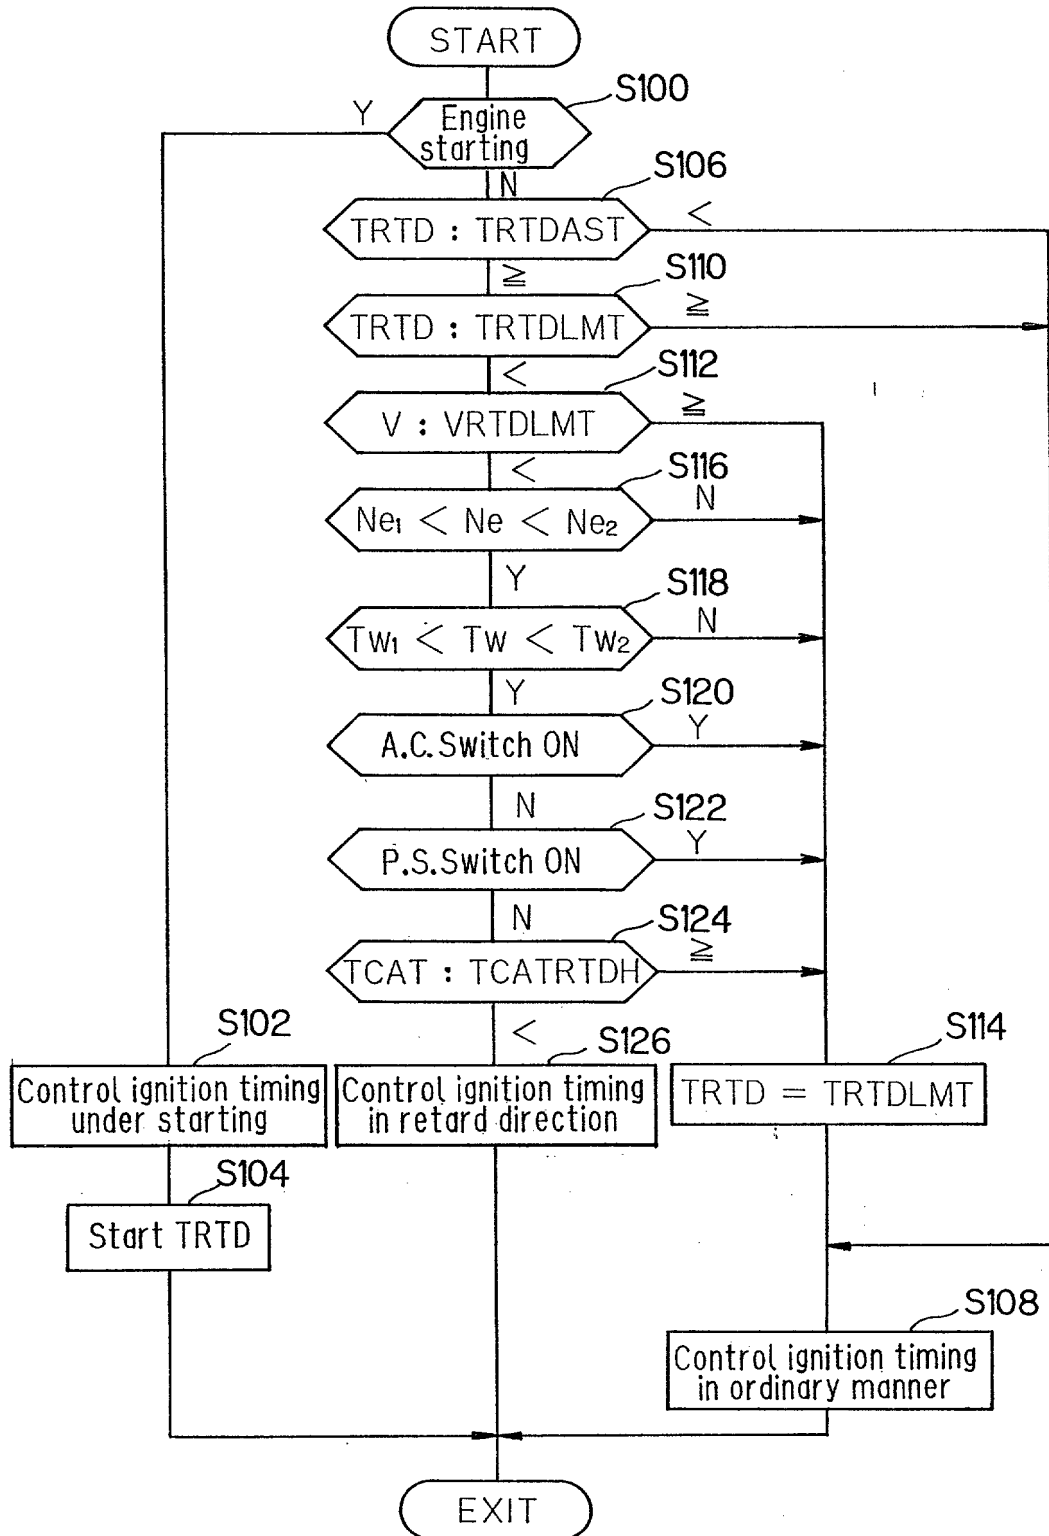 START
S100
Y
Engine
starting
N
S106
TRTD : TRTDAST
<
≧
S110
TRTD : TRTDLMT
≧
<
S112
V : VRTDLMT
≧
<
S116
Ne₁ < Ne < Ne₂
N
Y
S118
Tw₁ < Tw < Tw₂
N
Y
S120
A.C. Switch ON
Y
N
S122
P.S. Switch ON
Y
N
S124
TCAT : TCATRTDH
≧
<
S102
Control ignition timing
under starting
S126
Control ignition timing
in retard direction
S114
TRTD = TRTDLMT
S104
Start TRTD
S108
Control ignition timing
in ordinary manner
EXIT